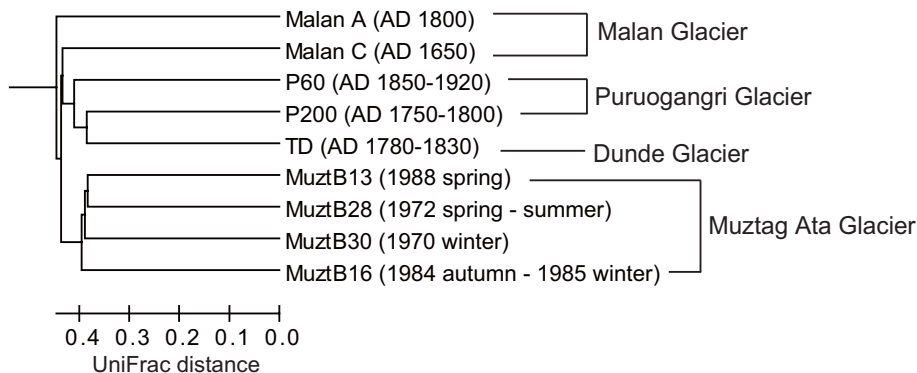 Malan A (AD 1800)
Malan C (AD 1650)
Malan Glacier
P60 (AD 1850-1920)
P200 (AD 1750-1800)
Puruogangri Glacier
TD (AD 1780-1830)
Dunde Glacier
MuztB13 (1988 spring)
MuztB28 (1972 spring - summer)
MuztB30 (1970 winter)
MuztB16 (1984 autumn - 1985 winter)
Muztag Ata Glacier
0.4 0.3 0.2 0.1 0.0
UniFrac distance